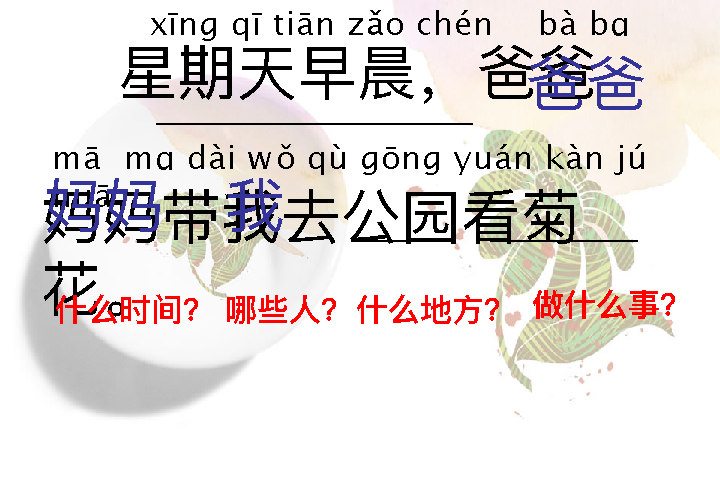 xīng qī tiān zǎo chén bà ba
星期天早晨，爸爸
爸爸
mā ma dài wǒ qù gōng yuán kàn jú
huā
妈妈带我去公园看菊
妈妈 我
花。
什么时间？ 哪些人？ 什么地方？ 做什么事？